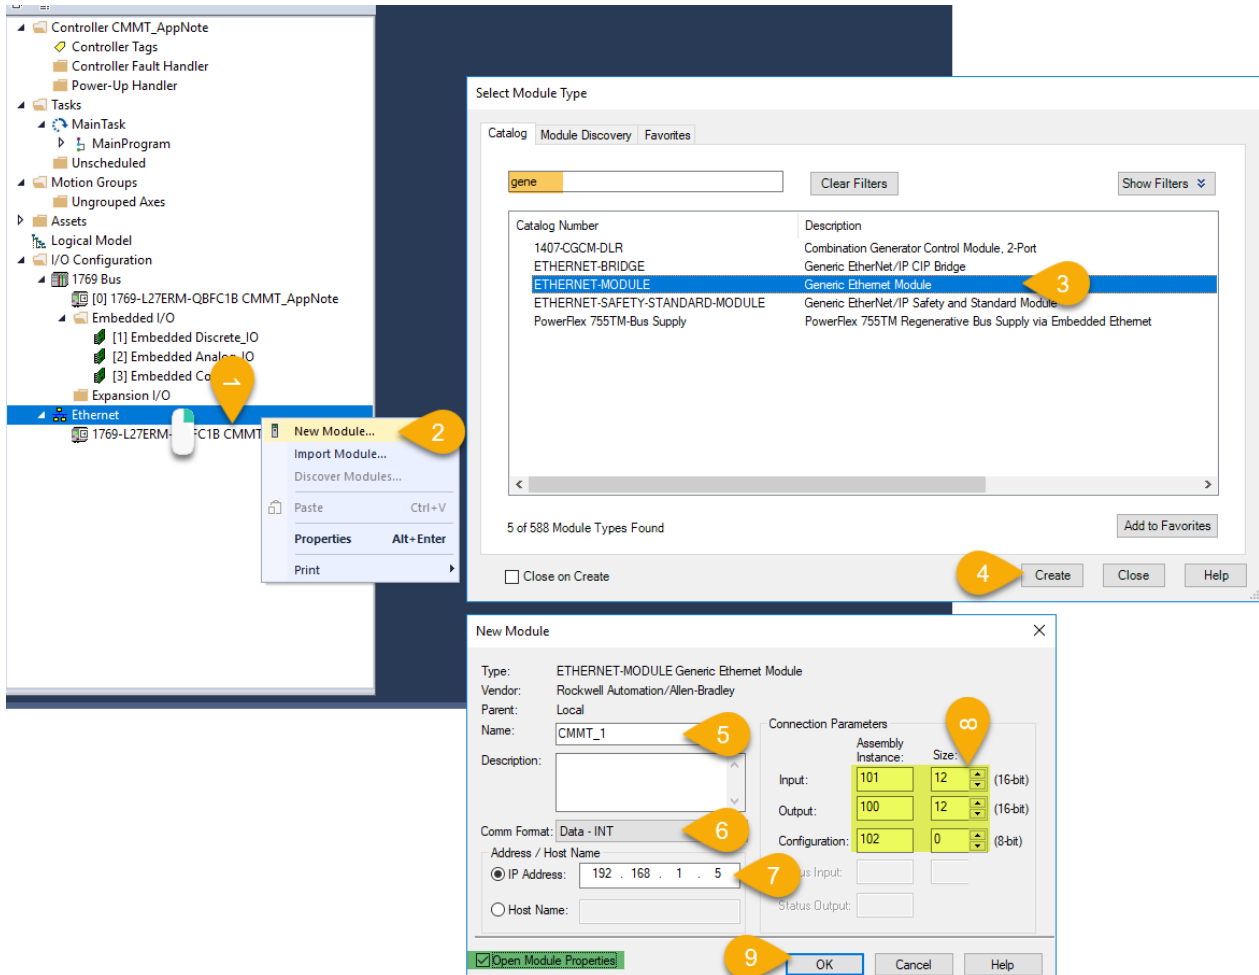 Controller CMMT_AppNote
Controller Tags
Controller Fault Handler
Power-Up Handler
Tasks
MainTask
MainProgram
Unscheduled
Motion Groups
Ungrouped Axes
Assets
Logical Model
I/O Configuration
1769 Bus
[0] 1769-L27ERM-QBFC1B CMMT_AppNote
Embedded I/O
[1] Embedded Discrete_IO
[2] Embedded Analog_IO
[3] Embedded Co
Expansion I/O
Ethernet
1769-L27ERM- FC1B CMMT
1
New Module...
2
Import Module...
Discover Modules...
Paste Ctrl+V
Properties Alt+Enter
Print
Select Module Type
Catalog Module Discovery Favorites
gene
Clear Filters
Show Filters
Catalog Number Description
1407-CGCM-DLR Combination Generator Control Module, 2-Port
ETHERNET-BRIDGE Generic EtherNet/IP CIP Bridge
ETHERNET-MODULE Generic Ethernet Module
3
ETHERNET-SAFETY-STANDARD-MODULE Generic EtherNet/IP Safety and Standard Module
PowerFlex 755TM-Bus Supply PowerFlex 755TM Regenerative Bus Supply via Embedded Ethernet
5 of 588 Module Types Found
Add to Favorites
Close on Create
4
Create Close Help
New Module
Type: ETHERNET-MODULE Generic Ethernet Module
Vendor: Rockwell Automation/Allen-Bradley
Parent: Local
Name: CMMT_1
5
Description:
Comm Format: Data - INT
6
Address / Host Name
IP Address: 192 . 168 . 1 . 5
7
Host Name:
Connection Parameters
8
Assembly
Instance: Size:
Input: 101 12 (16-bit)
Output: 100 12 (16-bit)
Configuration: 102 0 (8-bit)
us Input:
Status Output:
Open Module Properties
9
OK Cancel Help